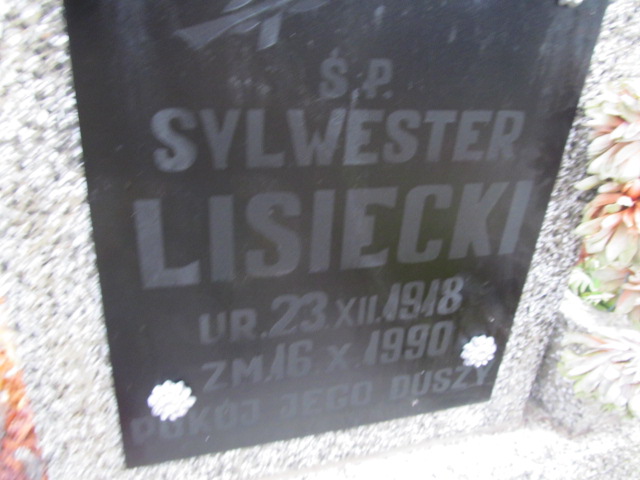 Ś.P.
SYLWESTER
LISIECKI
UR. 23.XII.1918
ZM.16.X.1990
POKÓJ JEGO DUSZY